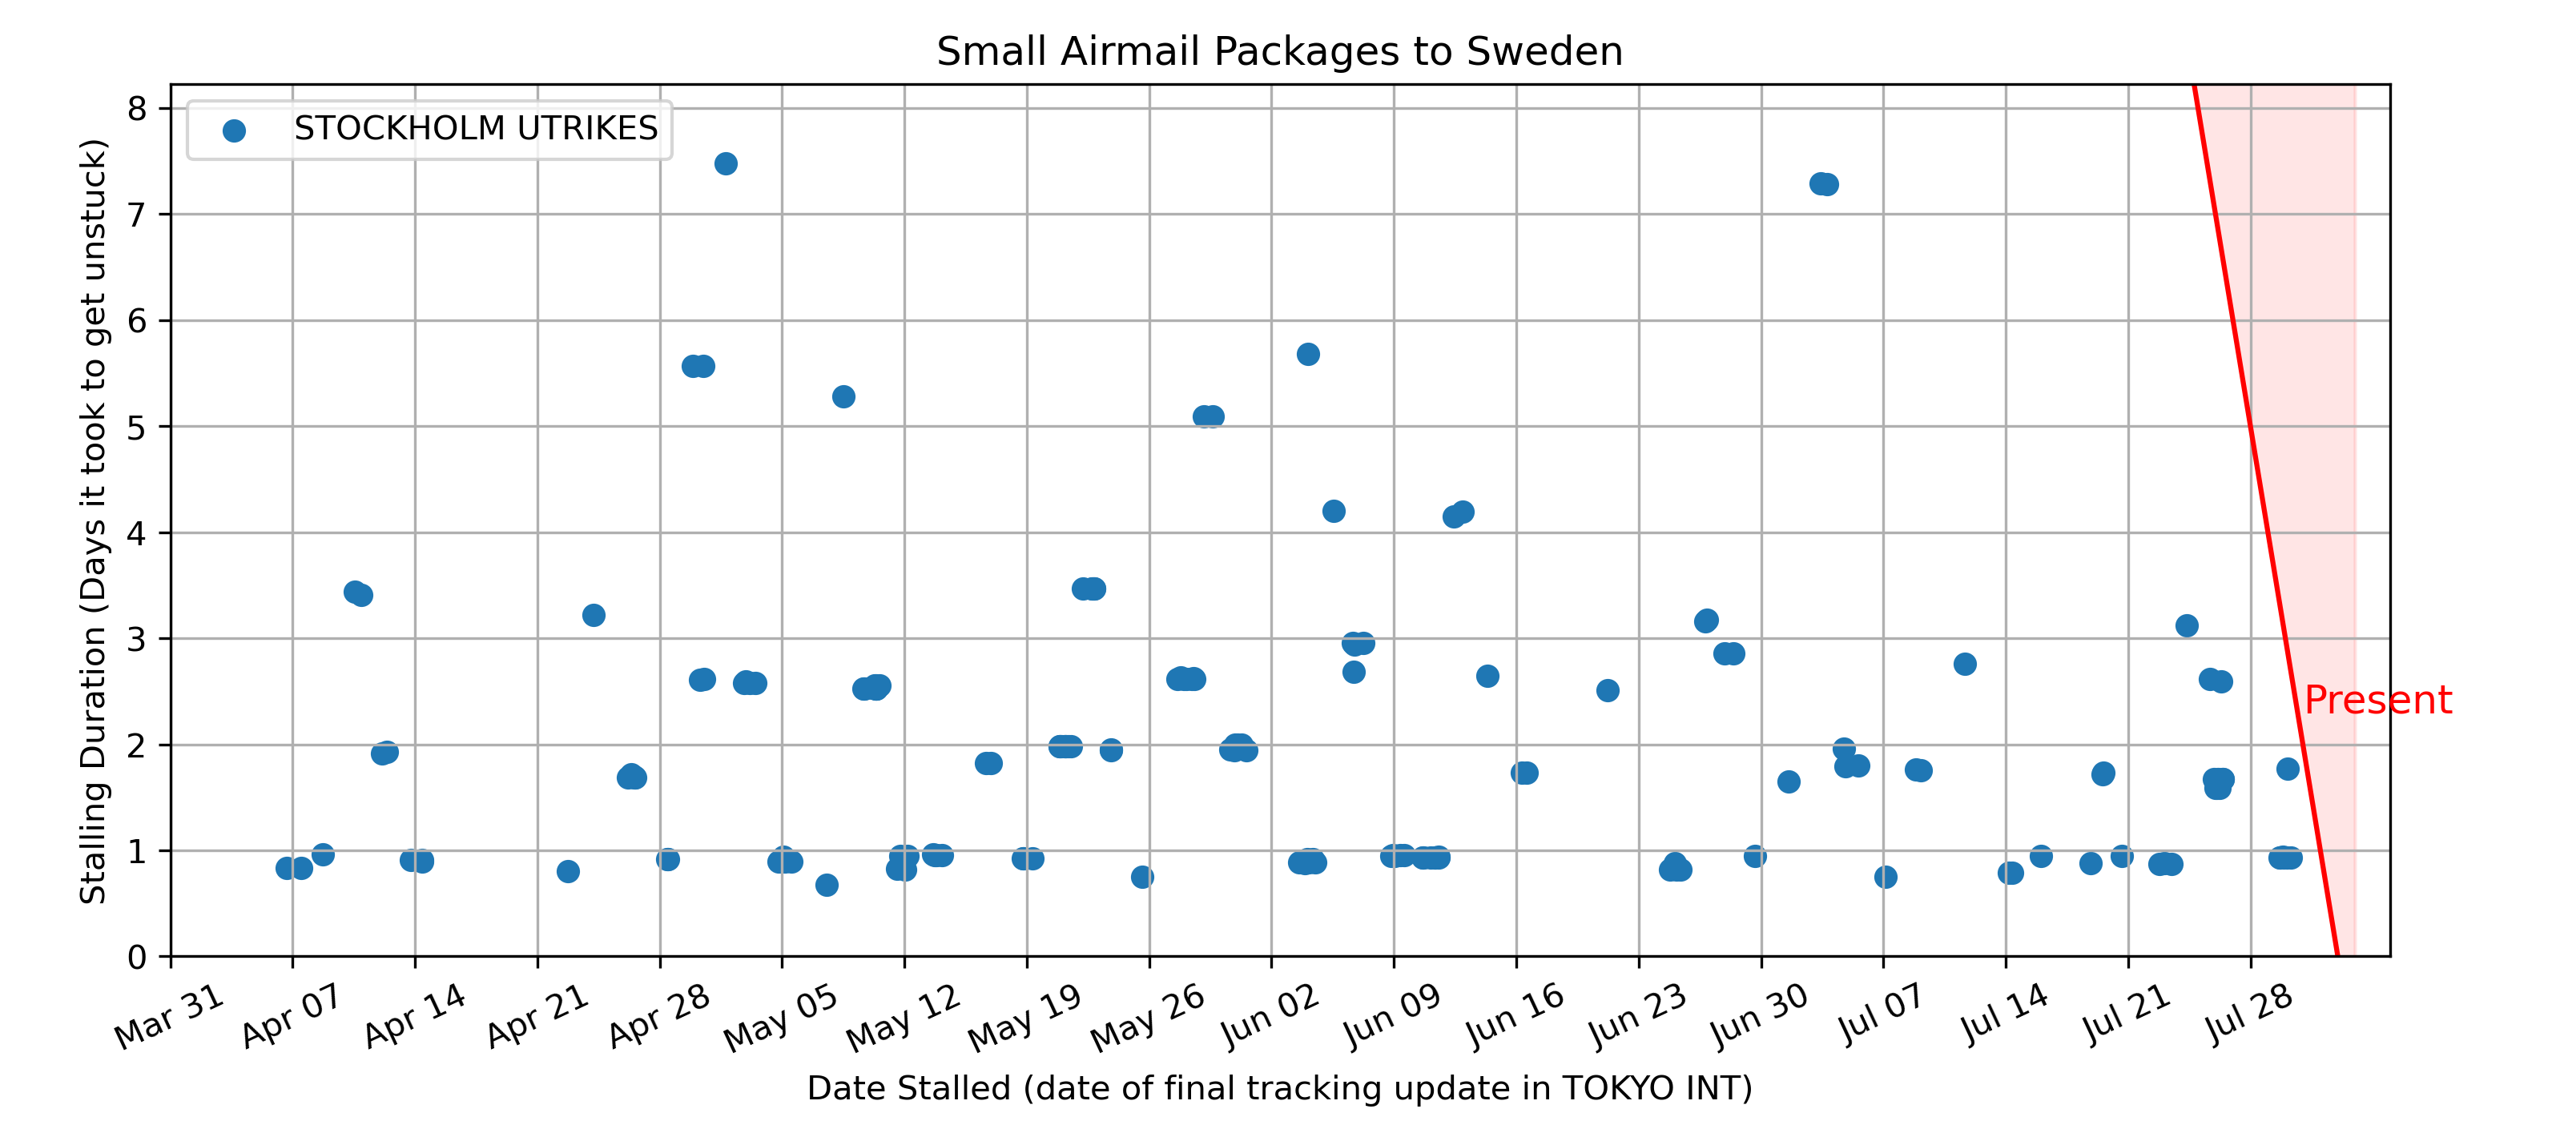 Small Airmail Packages to Sweden
STOCKHOLM UTRIKES
Stalling Duration (Days it took to get unstuck)
8
7
6
5
4
3
2
1
0
Present
Mar 31
Apr 07
Apr 14
Apr 21
Apr 28
May 05
May 12
May 19
May 26
Jun 02
Jun 09
Jun 16
Jun 23
Jun 30
Jul 07
Jul 14
Jul 21
Jul 28
Date Stalled (date of final tracking update in TOKYO INT)